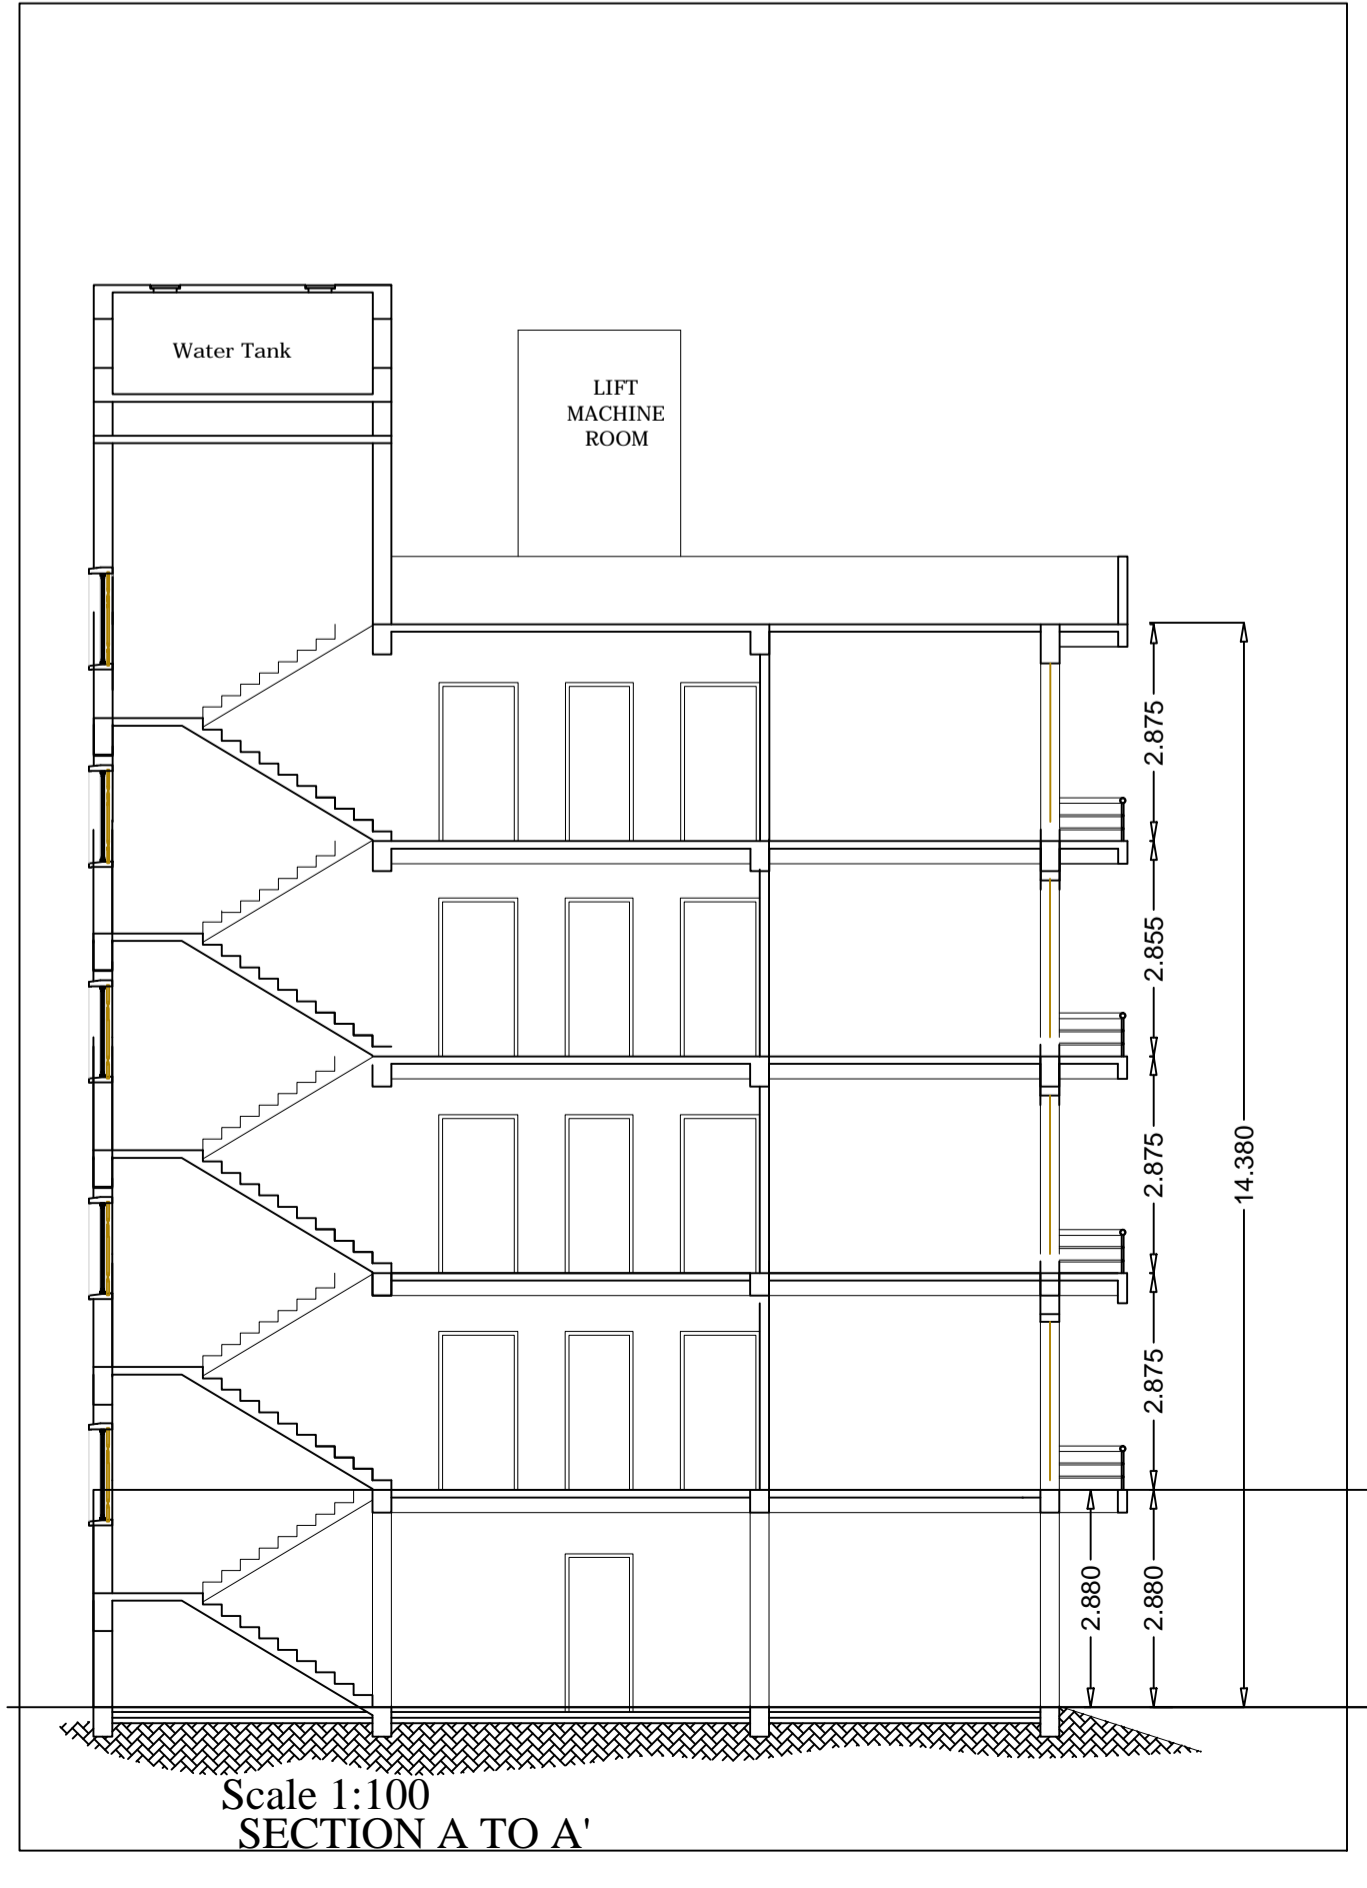 Water Tank
LIFT
MACHINE
ROOM
2.875
2.855
2.875
14.380
2.875
2.880
2.880
Scale 1:100
SECTION A TO A'